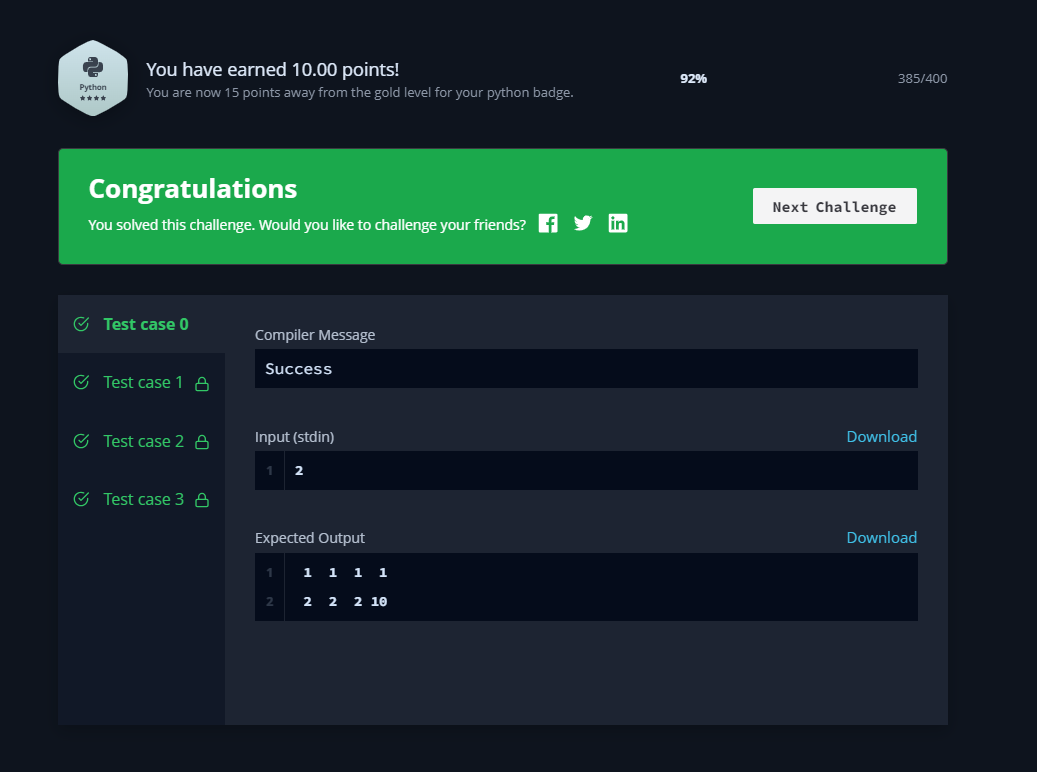 Python
★★★★
You have earned 10.00 points!
You are now 15 points away from the gold level for your python badge.
92%
385/400
Congratulations
You solved this challenge. Would you like to challenge your friends?
Next Challenge
Test case 0
Test case 1
Test case 2
Test case 3
Compiler Message
Success
Input (stdin)
Download
1 2
Expected Output
Download
1 1 1 1 1
2 2 2 2 10